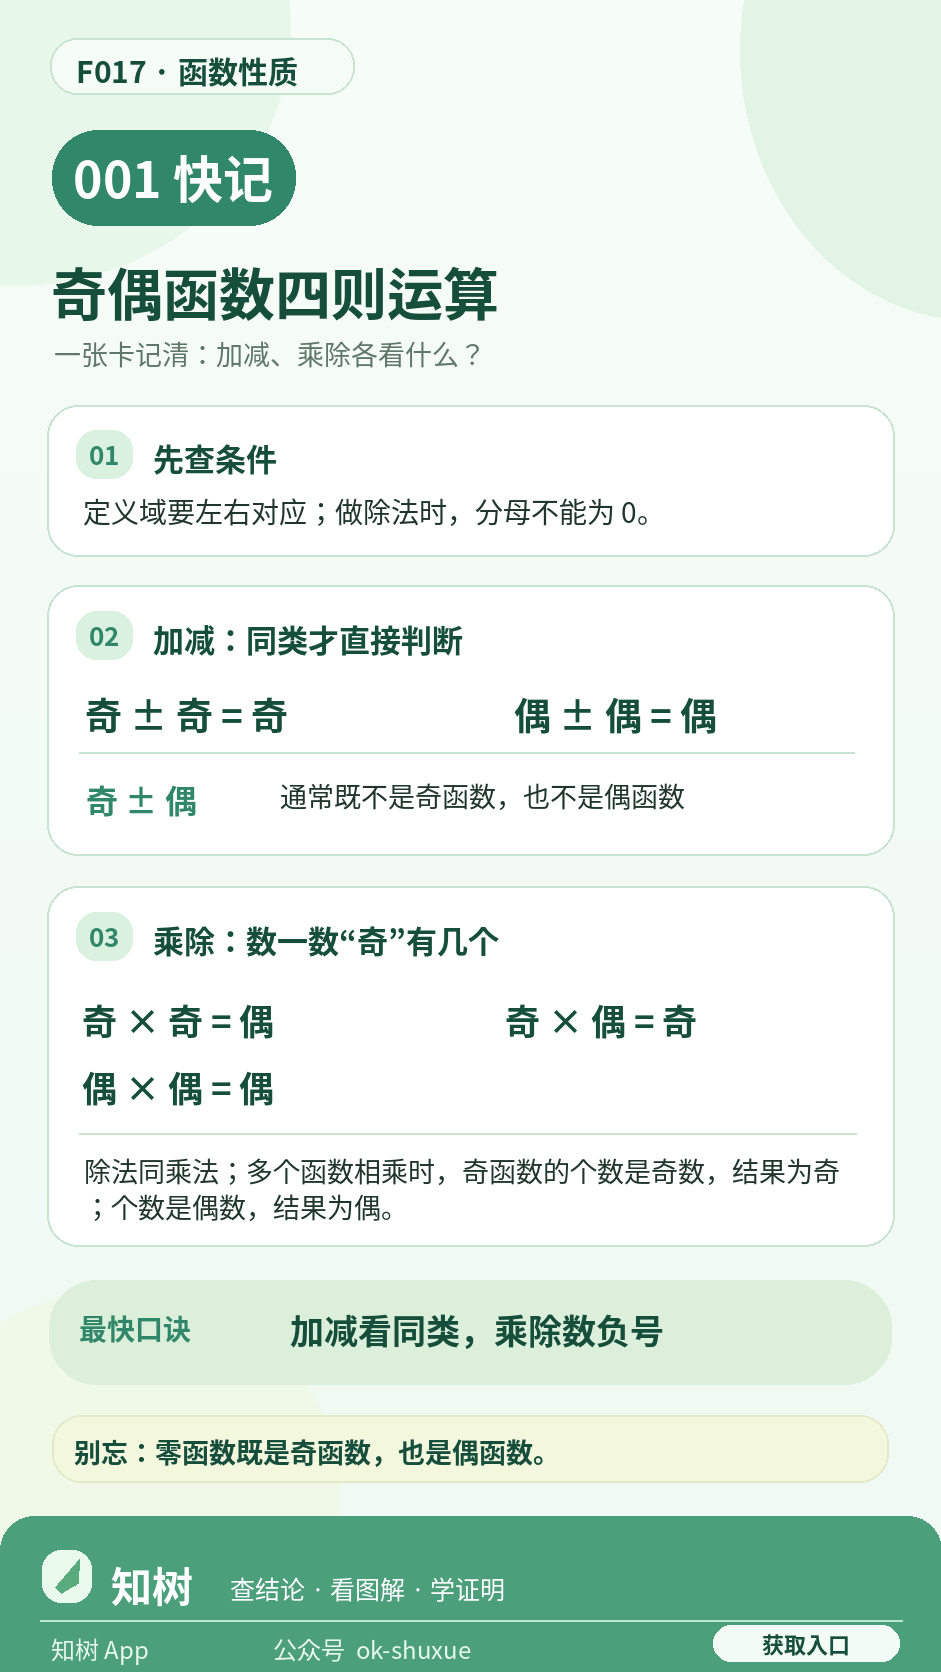 F017 · 函数性质
001 快记
奇偶函数四则运算
一张卡记清：加减、乘除各看什么？
01 先查条件
定义域要左右对应；做除法时，分母不能为 0。
02 加减：同类才直接判断
奇 ± 奇 = 奇 偶 ± 偶 = 偶
奇 ± 偶 通常既不是奇函数，也不是偶函数
03 乘除：数一数“奇”有几个
奇 × 奇 = 偶 奇 × 偶 = 奇
偶 × 偶 = 偶
除法同乘法；多个函数相乘时，奇函数的个数是奇数，结果为奇
；个数是偶数，结果为偶。
最快口诀 加减看同类，乘除数负号
别忘：零函数既是奇函数，也是偶函数。
知树 查结论 · 看图解 · 学证明
知树 App 公众号 ok-shuxue 获取入口